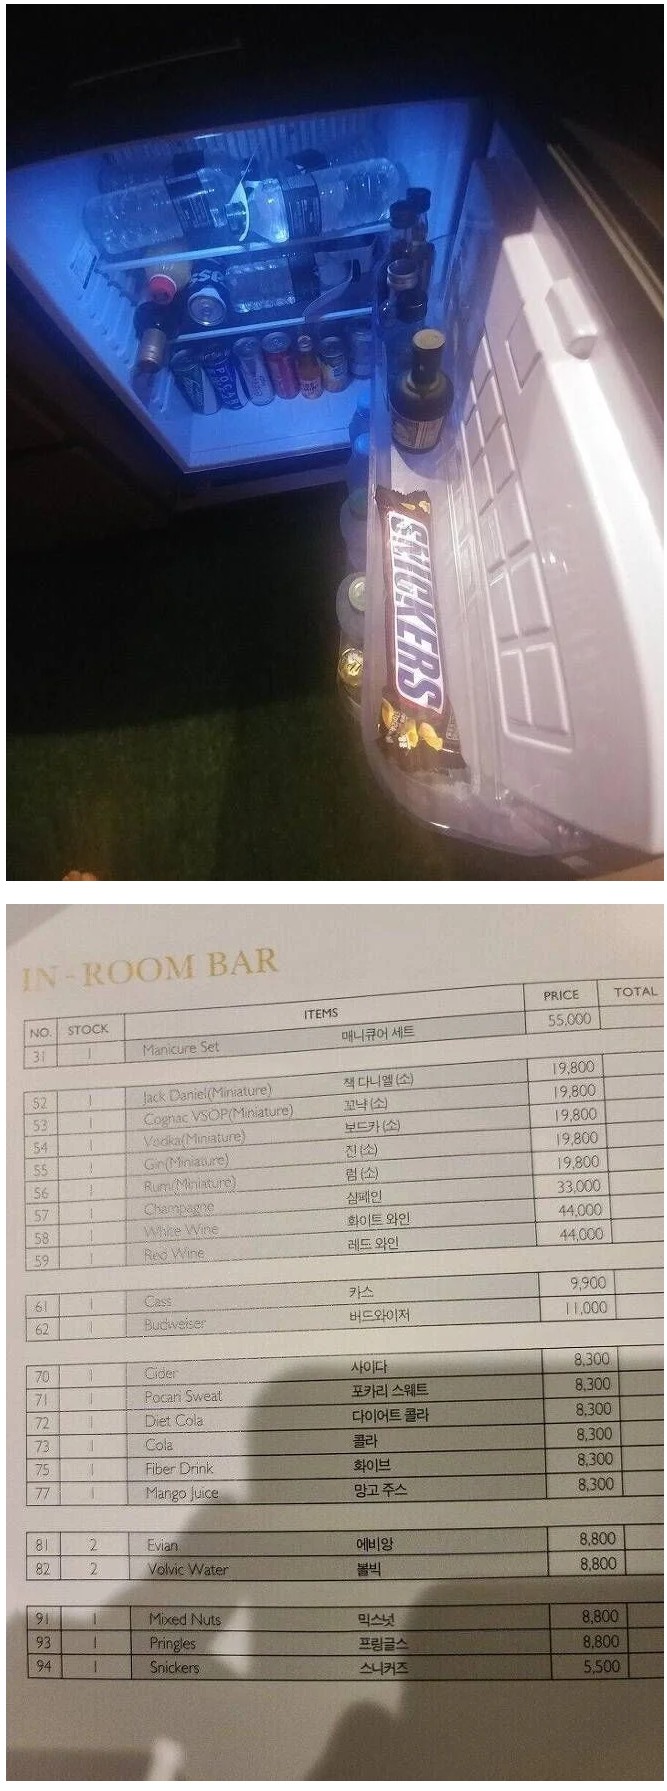 POCARI
SNICKERS
IN-ROOM BAR
NO. STOCK ITEMS PRICE TOTAL
31 1 Manicure Set 매니큐어 세트 55,000
52 1 Jack Daniel(Miniature) 잭 다니엘(소) 19,800
53 1 Cognac VSOP(Miniature) 꼬냑(소) 19,800
54 1 Vodka(Miniature) 보드카(소) 19,800
55 1 Gin(Miniature) 진(소) 19,800
56 1 Rum(Miniature) 럼(소) 19,800
57 1 Champagne 샴페인 33,000
58 1 White Wine 화이트 와인 44,000
59 1 Red Wine 레드 와인 44,000
61 1 Cass 카스 9,900
62 1 Budweiser 버드와이저 11,000
70 1 Cider 사이다 8,300
71 1 Pocari Sweat 포카리 스웨트 8,300
72 1 Diet Cola 다이어트 콜라 8,300
73 1 Cola 콜라 8,300
75 1 Fiber Drink 화이브 8,300
77 1 Mango Juice 망고 주스 8,300
81 2 Evian 에비앙 8,800
82 2 Volvic Water 볼빅 8,800
91 1 Mixed Nuts 믹스넛 8,800
93 1 Pringles 프링글스 8,800
94 1 Snickers 스니커즈 5,500